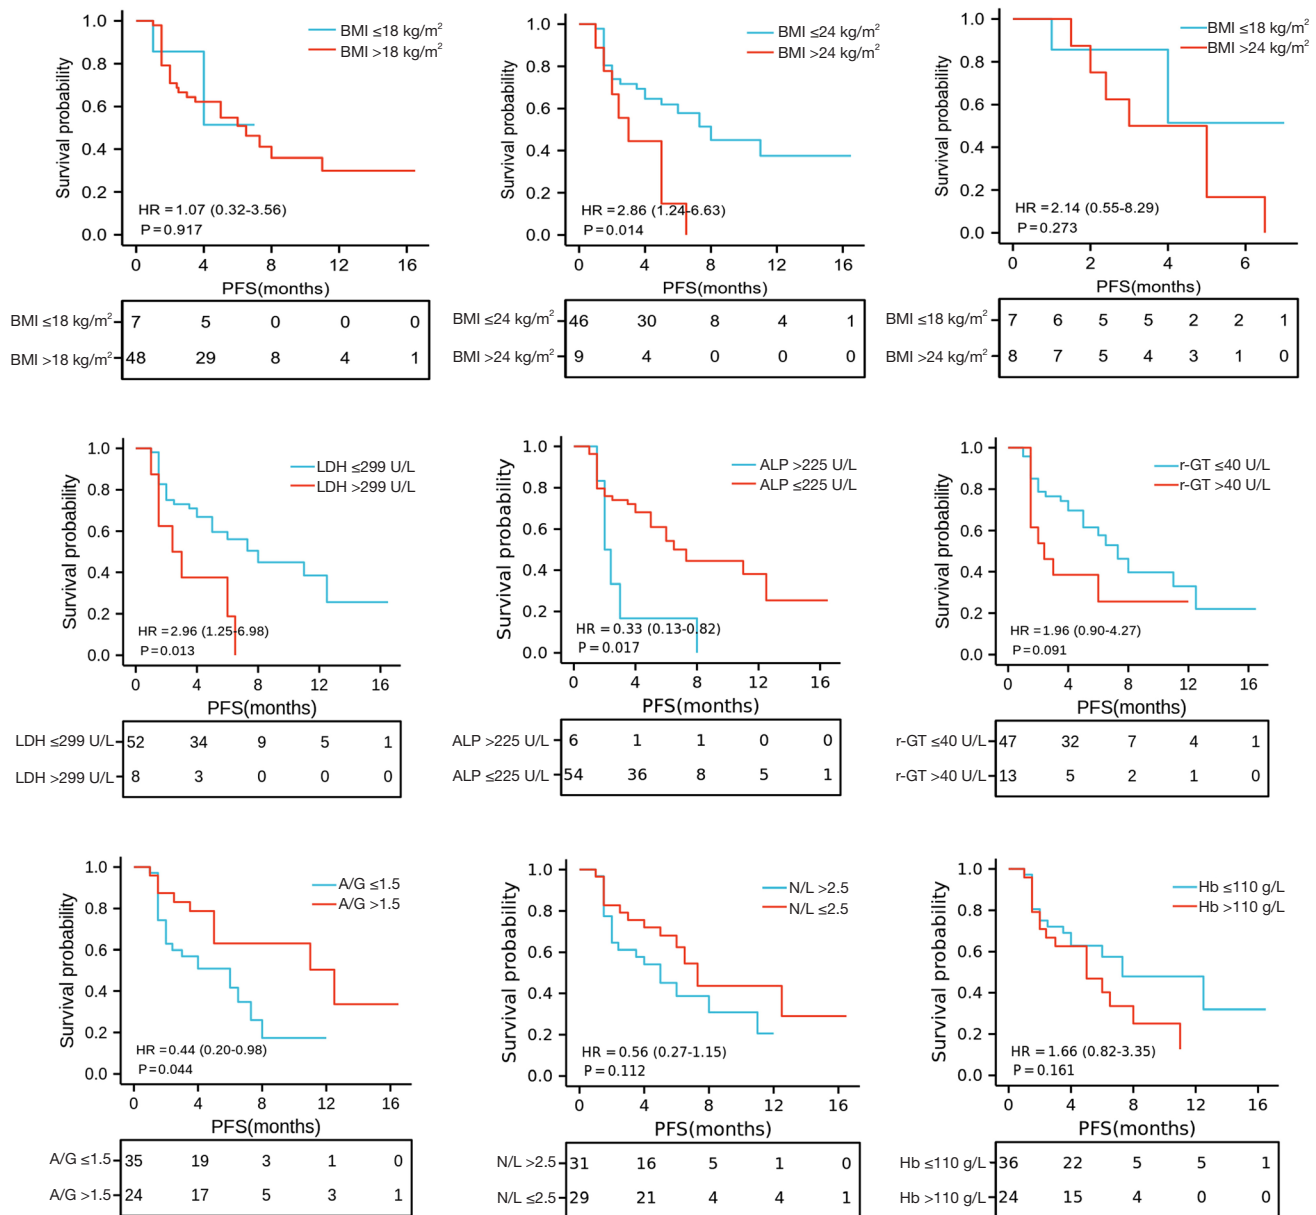 BMI ≤18 kg/m²
BMI >18 kg/m²
Survival probability
1.0
0.8
0.6
0.4
0.2
0.0
HR = 1.07 (0.32-3.56)
P = 0.917
0 4 8 12 16
PFS(months)
BMI ≤18 kg/m² 7 5 0 0 0
BMI >18 kg/m² 48 29 8 4 1
BMI ≤24 kg/m²
BMI >24 kg/m²
Survival probability
1.0
0.8
0.6
0.4
0.2
0.0
HR = 2.86 (1.24-6.63)
P = 0.014
0 4 8 12 16
PFS(months)
BMI ≤24 kg/m² 46 30 8 4 1
BMI >24 kg/m² 9 4 0 0 0
BMI ≤18 kg/m²
BMI >24 kg/m²
Survival probability
1.0
0.8
0.6
0.4
0.2
0.0
HR = 2.14 (0.55-8.29)
P = 0.273
0 2 4 6
PFS(months)
BMI ≤18 kg/m² 7 6 5 5 2 2 1
BMI >24 kg/m² 8 7 5 4 3 1 0
LDH ≤299 U/L
LDH >299 U/L
Survival probability
1.0
0.8
0.6
0.4
0.2
0.0
HR = 2.96 (1.25-6.98)
P = 0.013
0 4 8 12 16
PFS(months)
LDH ≤299 U/L 52 34 9 5 1
LDH >299 U/L 8 3 0 0 0
ALP >225 U/L
ALP ≤225 U/L
Survival probability
1.0
0.8
0.6
0.4
0.2
0.0
HR = 0.33 (0.13-0.82)
P = 0.017
0 4 8 12 16
PFS(months)
ALP >225 U/L 6 1 1 0 0
ALP ≤225 U/L 54 36 8 5 1
r-GT ≤40 U/L
r-GT >40 U/L
Survival probability
1.0
0.8
0.6
0.4
0.2
0.0
HR = 1.96 (0.90-4.27)
P = 0.091
0 4 8 12 16
PFS(months)
r-GT ≤40 U/L 47 32 7 4 1
r-GT >40 U/L 13 5 2 1 0
A/G ≤1.5
A/G >1.5
Survival probability
1.0
0.8
0.6
0.4
0.2
0.0
HR = 0.44 (0.20-0.98)
P = 0.044
0 4 8 12 16
PFS(months)
A/G ≤1.5 35 19 3 1 0
A/G >1.5 24 17 5 3 1
N/L >2.5
N/L ≤2.5
Survival probability
1.0
0.8
0.6
0.4
0.2
0.0
HR = 0.56 (0.27-1.15)
P = 0.112
0 4 8 12 16
PFS(months)
N/L >2.5 31 16 5 1 0
N/L ≤2.5 29 21 4 4 1
Hb ≤110 g/L
Hb >110 g/L
Survival probability
1.0
0.8
0.6
0.4
0.2
0.0
HR = 1.66 (0.82-3.35)
P = 0.161
0 4 8 12 16
PFS(months)
Hb ≤110 g/L 36 22 5 5 1
Hb >110 g/L 24 15 4 0 0